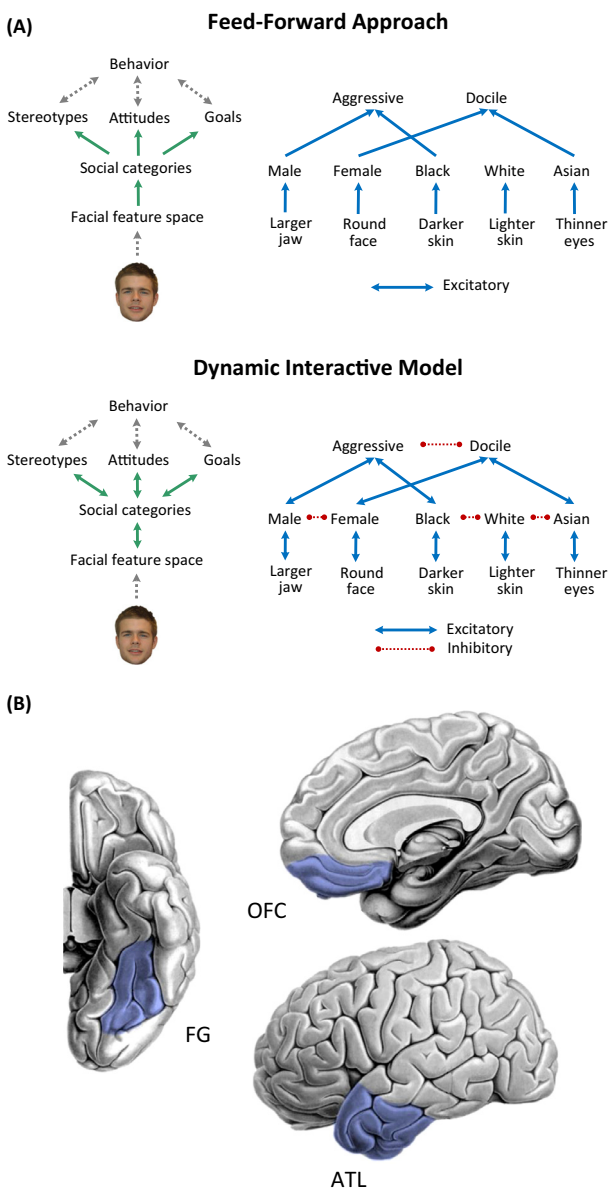 (A)
Feed-Forward Approach
Behavior
Stereotypes Attitudes Goals
Social categories
Facial feature space
Aggressive Docile
Male Female Black White Asian
Larger jaw
Round face
Darker skin
Lighter skin
Thinner eyes
Excitatory
Dynamic Interactive Model
Behavior
Stereotypes Attitudes Goals
Social categories
Facial feature space
Aggressive Docile
Male Female Black White Asian
Larger jaw
Round face
Darker skin
Lighter skin
Thinner eyes
Excitatory
Inhibitory
(B)
OFC
FG
ATL